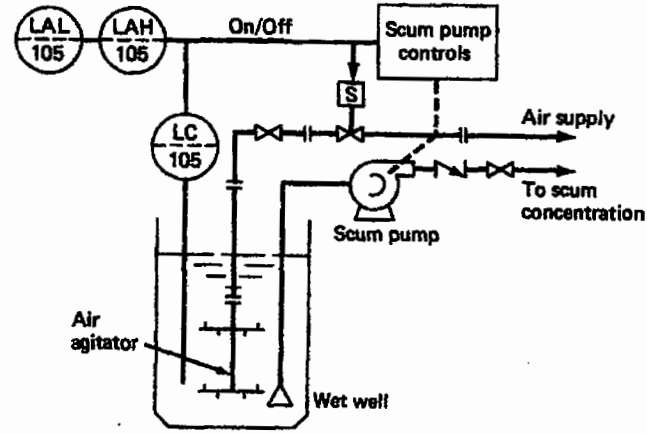 LAL
105
LAH
105
On/Off
Scum pump
controls
S
Air supply
LC
105
To scum
concentration
Scum pump
Air
agitator
Wet well